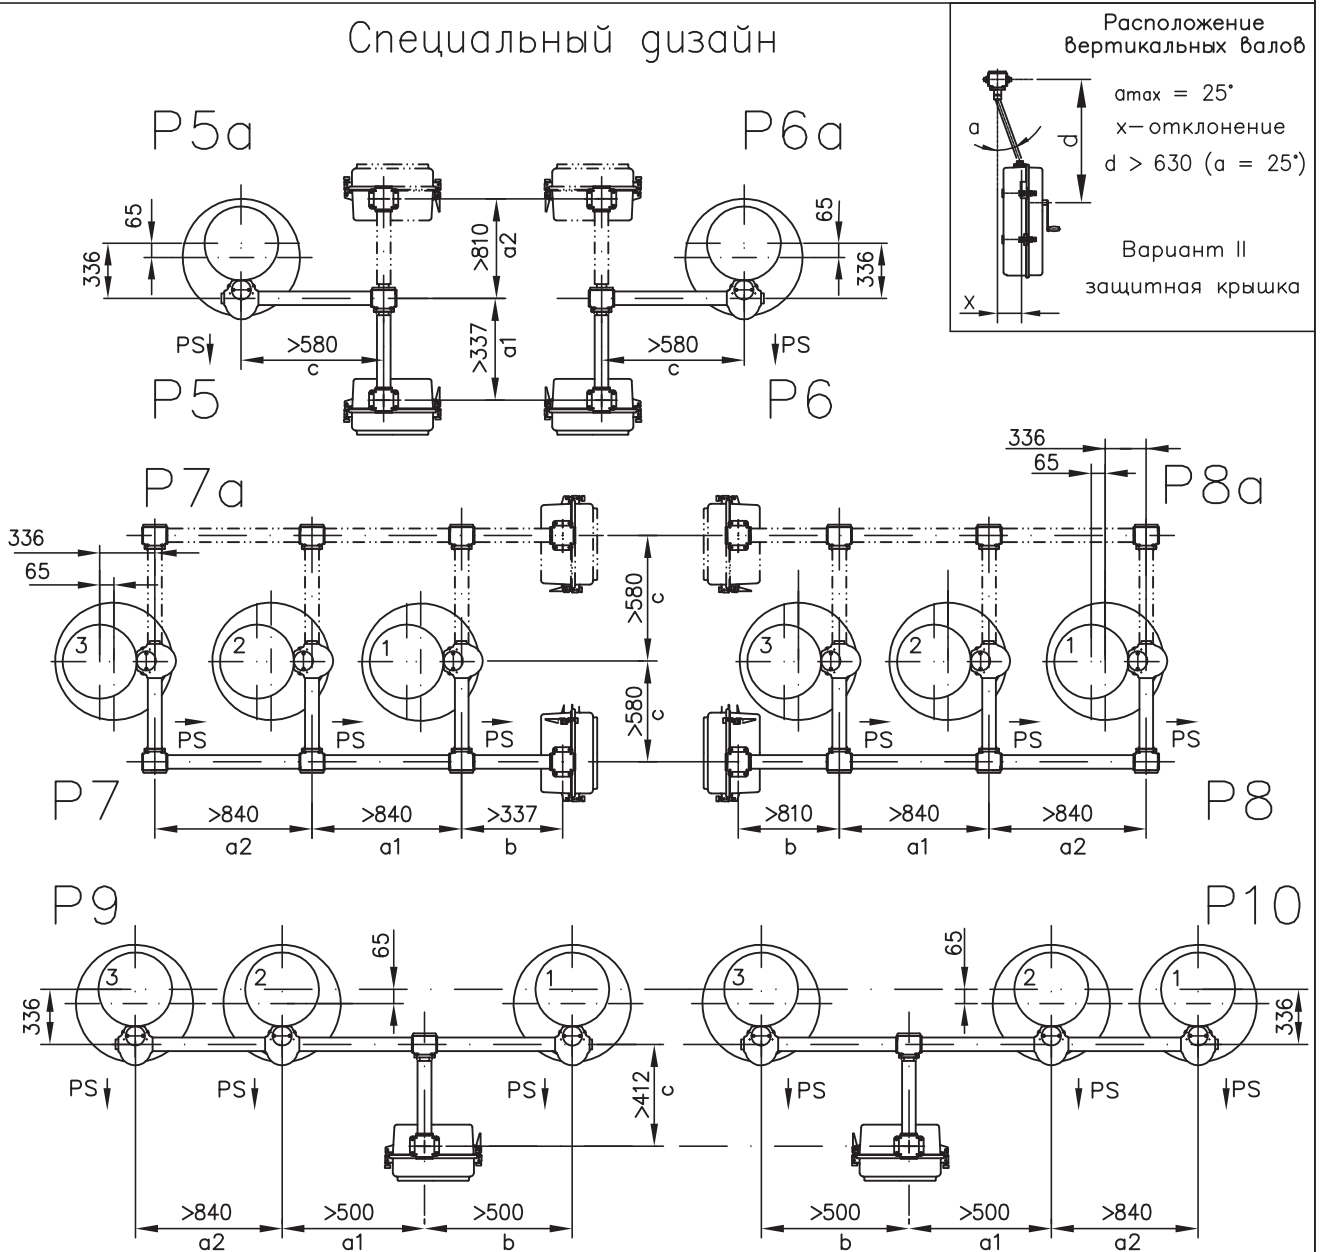 Специальный дизайн
Расположение
вертикальных валов
amax = 25°
x–отклонение
d > 630 (a = 25°)
Вариант II
защитная крышка
a
d
X
P5a
P6a
65
336
>810
a2
65
336
PS
>580
c
>337
a1
>580
c
PS
P5
P6
336
65
P7a
P8a
336
65
>580
c
3
2
1
3
2
1
>580
c
PS
PS
PS
PS
PS
PS
P7
P8
>840
a2
>840
a1
>337
b
>810
b
>840
a1
>840
a2
P9
P10
3
2
65
1
3
65
2
1
336
336
PS
PS
PS
>412
c
PS
PS
PS
>840
a2
>500
a1
>500
b
>500
b
>500
a1
>840
a2